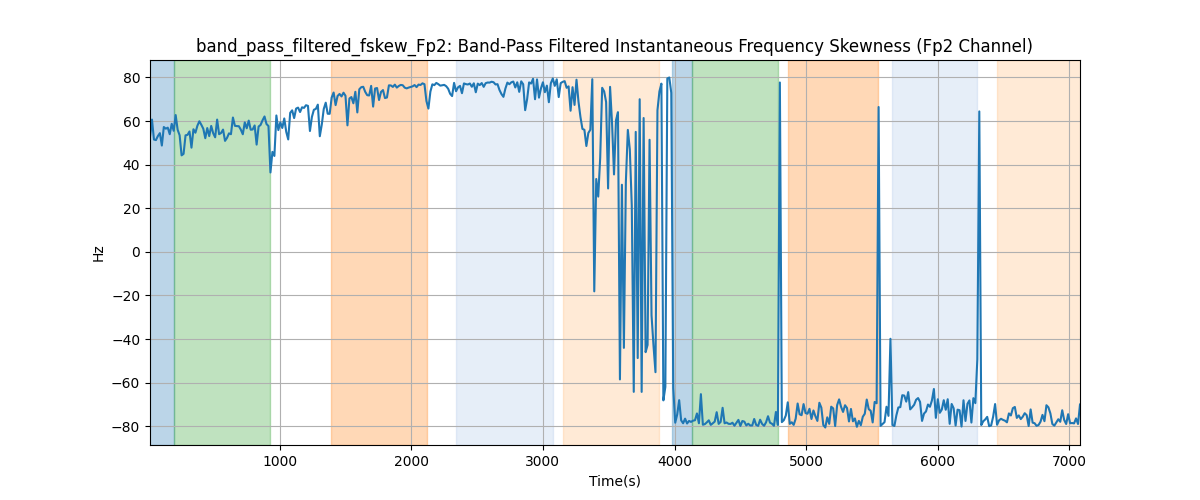 band_pass_filtered_fskew_Fp2: Band-Pass Filtered Instantaneous Frequency Skewness (Fp2 Channel)
80
60
40
20
0
−20
−40
−60
−80
Hz
1000 2000 3000 4000 5000 6000 7000
Time(s)